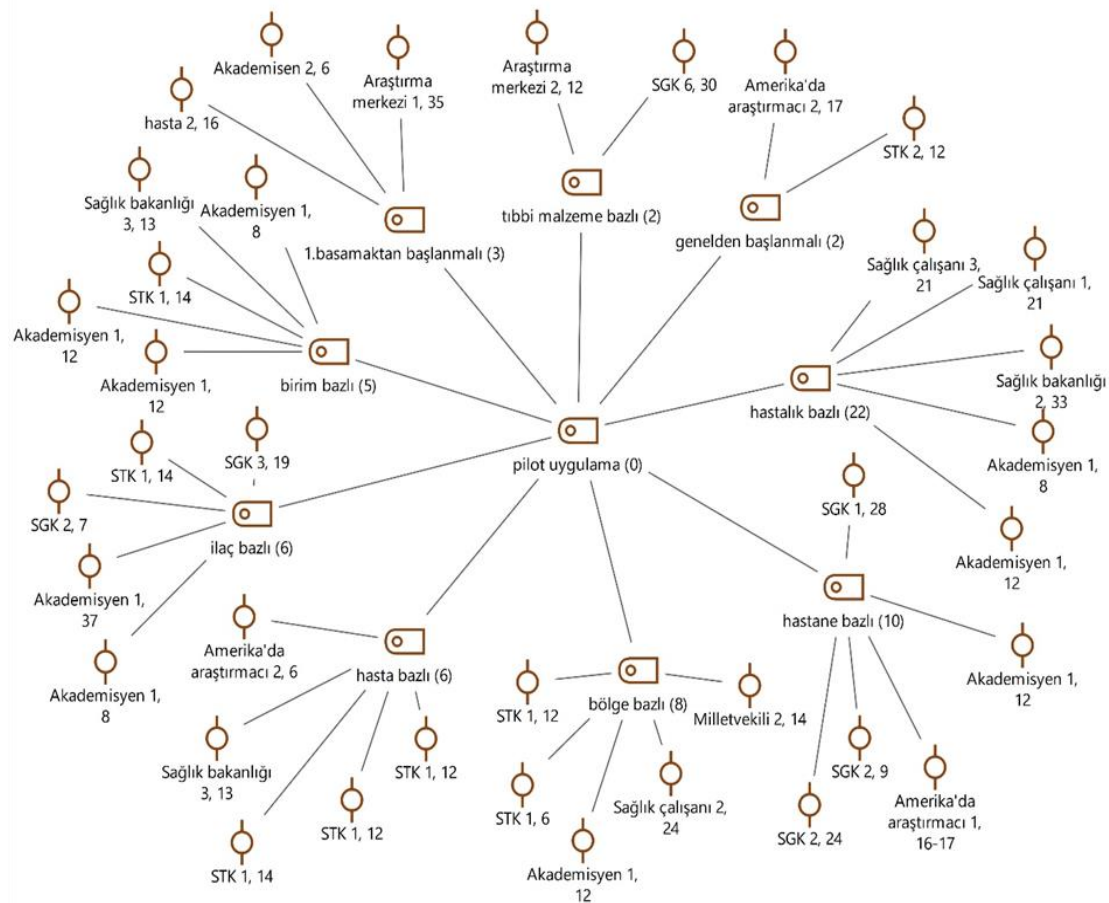 Akademisen 2, 6
Araştırma
merkezi 1, 35
Araştırma
merkezi 2, 12
SGK 6, 30
Amerika'da
araştırmacı 2, 17
hasta 2, 16
STK 2, 12
Sağlık bakanlığı
3, 13
Akademisyen 1,
8
1.basamaktan başlanmalı (3)
tıbbi malzeme bazlı (2)
genelden başlanmalı (2)
Sağlık çalışanı 3,
21
Sağlık çalışanı 1,
21
STK 1, 14
Akademisyen 1,
12
Akademisyen 1,
12
birim bazlı (5)
hastalık bazlı (22)
Sağlık bakanlığı
2, 33
pilot uygulama (0)
STK 1, 14
SGK 3, 19
Akademisyen 1,
8
SGK 2, 7
SGK 1, 28
ilaç bazlı (6)
Akademisyen 1,
12
Akademisyen 1,
37
hastane bazlı (10)
Amerika'da
araştırmacı 2, 6
hasta bazlı (6)
Akademisyen 1,
8
STK 1, 12
bölge bazlı (8)
Milletvekili 2, 14
Akademisyen 1,
12
Sağlık bakanlığı
3, 13
STK 1, 12
STK 1, 12
STK 1, 14
STK 1, 6
Sağlık çalışanı 2,
24
Akademisyen 1,
12
SGK 2, 9
SGK 2, 24
Amerika'da
araştırmacı 1,
16-17